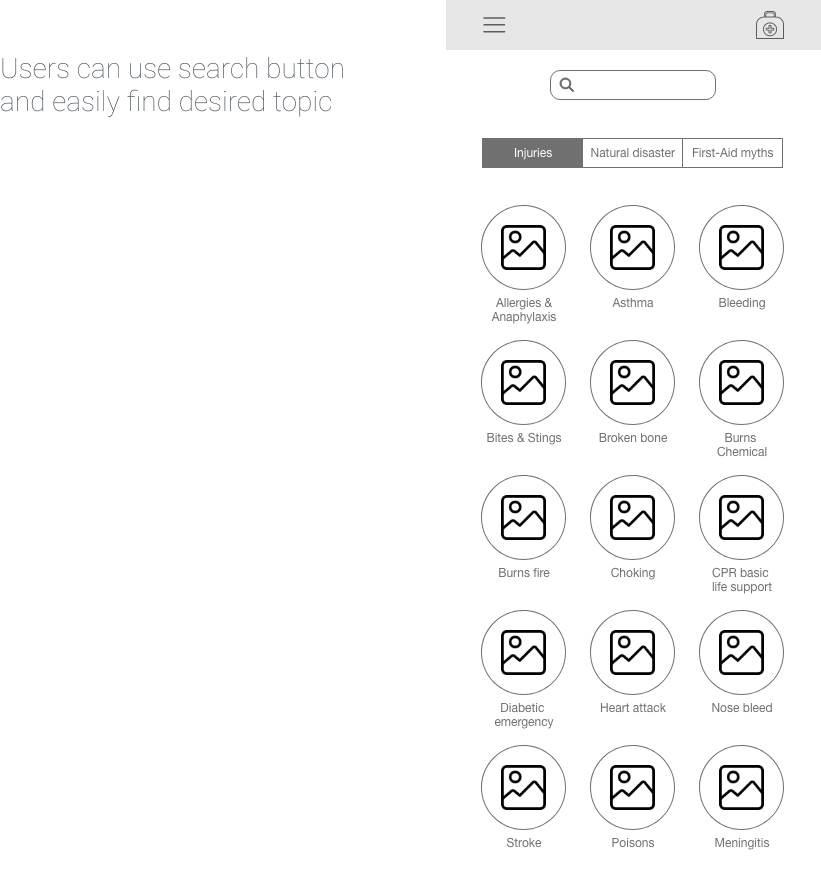 Users can use search button
and easily find desired topic
Injuries
Natural disaster
First-Aid myths
Allergies &
Anaphylaxis
Asthma
Bleeding
Bites & Stings
Broken bone
Burns
Chemical
Burns fire
Choking
CPR basic
life support
Diabetic
emergency
Heart attack
Nose bleed
Stroke
Poisons
Meningitis